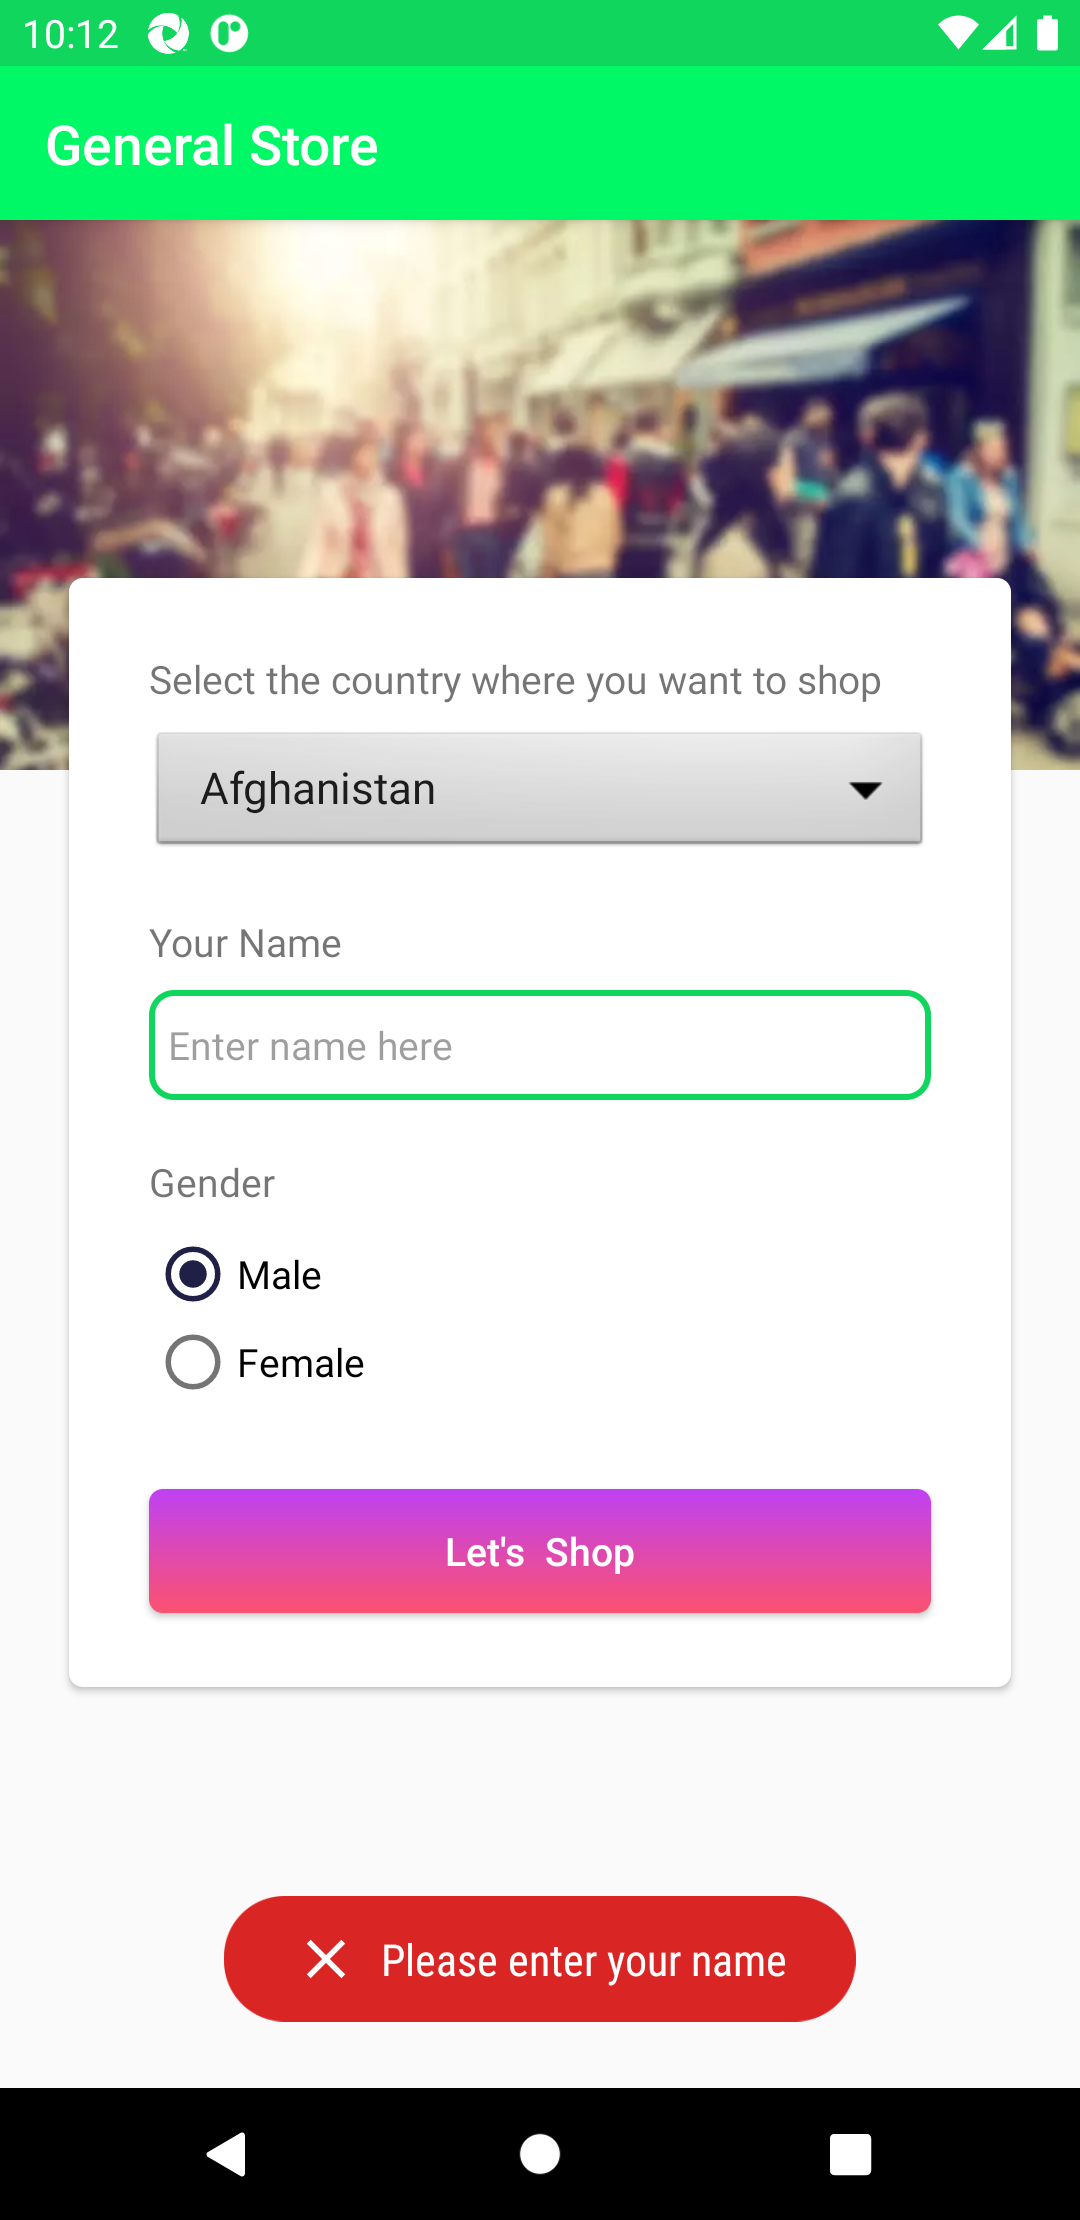 10:12
General Store
Select the country where you want to shop
Afghanistan
Your Name
Enter name here
Gender
Male
Female
Let's  Shop
Please enter your name